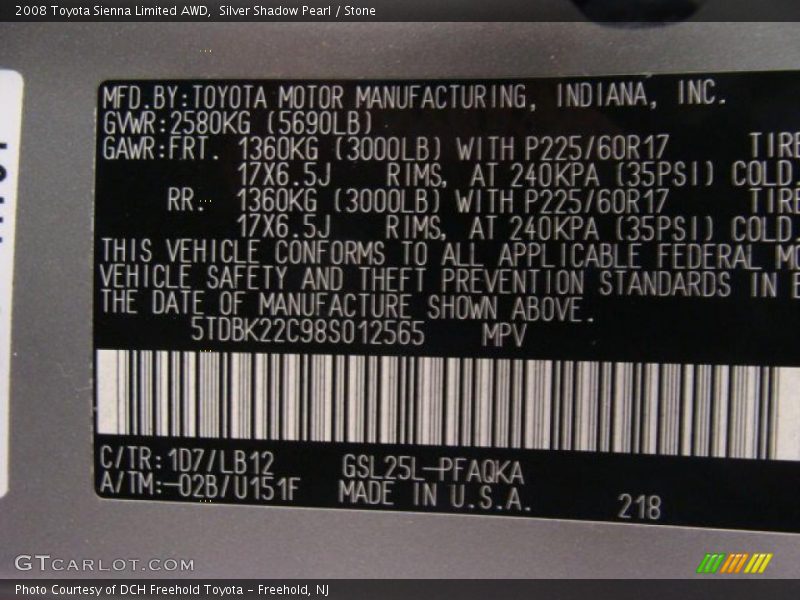 2008 Toyota Sienna Limited AWD,  Silver Shadow Pearl / Stone
MFD.BY:TOYOTA MOTOR MANUFACTURING, INDIANA, INC.
GVWR:2580KG (5690LB)
GAWR:FRT. 1360KG (3000LB) WITH P225/60R17 TIRE
17X6.5J RIMS, AT 240KPA (35PSI) COLD
RR. 1360KG (3000LB) WITH P225/60R17 TIRE
17X6.5J RIMS, AT 240KPA (35PSI) COLD
THIS VEHICLE CONFORMS TO ALL APPLICABLE FEDERAL MO
VEHICLE SAFETY AND THEFT PREVENTION STANDARDS IN E
THE DATE OF MANUFACTURE SHOWN ABOVE.
5TDBK22C98S012565 MPV
C/TR:1D7/LB12 GSL25L-PFAQKA
A/TM:-02B/U151F MADE IN U.S.A. 218
GTCARLOT.COM
Photo Courtesy of DCH Freehold Toyota - Freehold, NJ